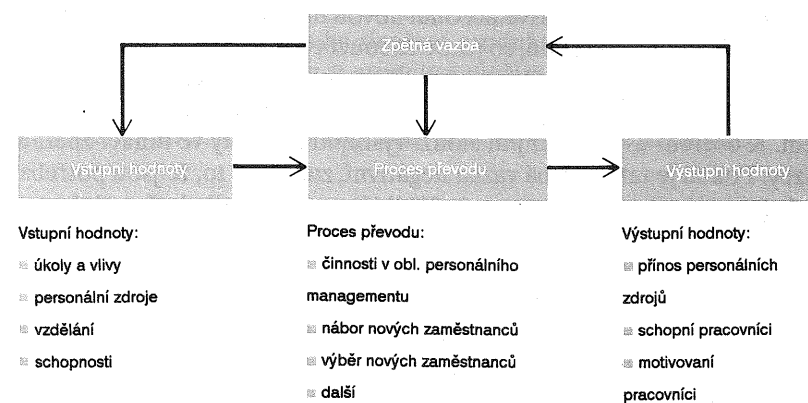 Zpětná vazba
Vstupní hodnoty
Proces převodu
Výstupní hodnoty
Vstupní hodnoty:
úkoly a vlivy
personální zdroje
vzdělání
schopnosti
Proces převodu:
činnosti v obl. personálního
managementu
nábor nových zaměstnanců
výběr nových zaměstnanců
další
Výstupní hodnoty:
přínos personálních
zdrojů
schopní pracovníci
motivovaní
pracovníci